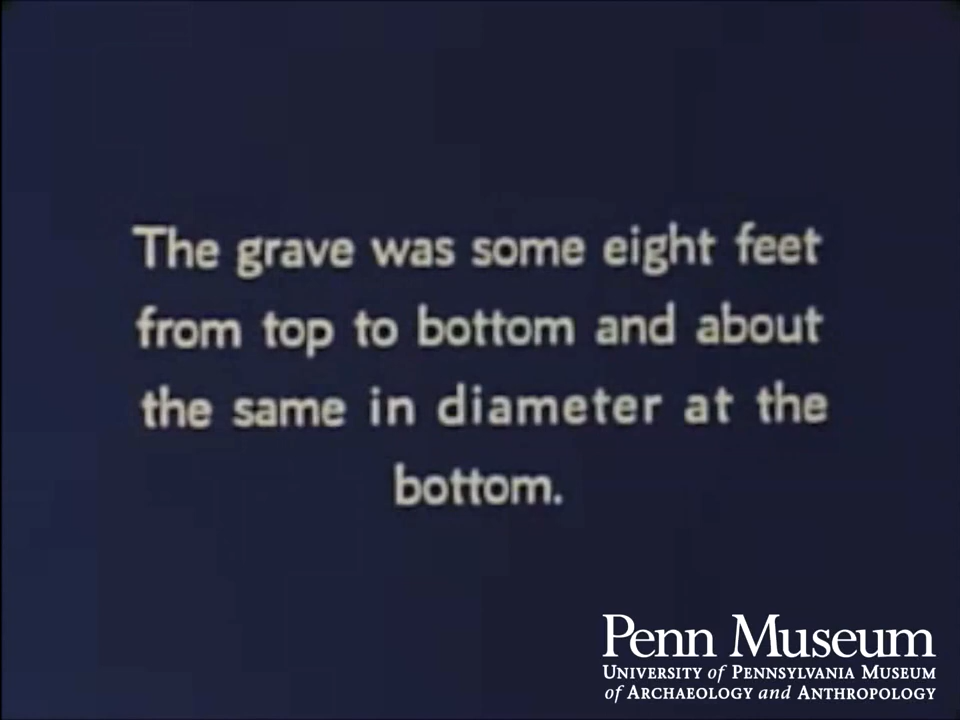 The grave was some eight feet
from top to bottom and about
the same in diameter at the
bottom.
Penn Museum
UNIVERSITY of PENNSYLVANIA MUSEUM
of ARCHAEOLOGY and ANTHROPOLOGY